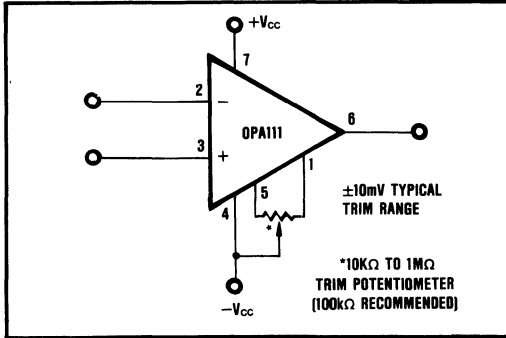 +VCC
7
2
−
6
OPA111
3
+
1
5
4
*
±10mV TYPICAL
TRIM RANGE
*10KΩ TO 1MΩ
TRIM POTENTIOMETER
(100kΩ RECOMMENDED)
−VCC